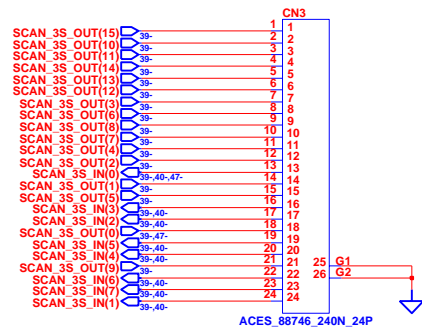 CN3
SCAN_3S_OUT(15) 39- 1 1
SCAN_3S_OUT(10) 39- 2 2
SCAN_3S_OUT(11) 39- 3 3
SCAN_3S_OUT(14) 39- 4 4
SCAN_3S_OUT(13) 39- 5 5
SCAN_3S_OUT(12) 39- 6 6
SCAN_3S_OUT(3) 39- 7 7
SCAN_3S_OUT(6) 39- 8 8
SCAN_3S_OUT(8) 39- 9 9
SCAN_3S_OUT(7) 39- 10 10
SCAN_3S_OUT(4) 39- 11 11
SCAN_3S_OUT(2) 39- 12 12
SCAN_3S_IN(0) 39-,40-,47- 13 13
SCAN_3S_OUT(1) 39- 14 14
SCAN_3S_OUT(5) 39- 15 15
SCAN_3S_IN(3) 39-,40- 16 16
SCAN_3S_IN(2) 39-,40- 17 17
SCAN_3S_OUT(0) 39-,47- 18 18
SCAN_3S_IN(5) 39-,40- 19 19
SCAN_3S_IN(4) 39-,40- 20 20
SCAN_3S_OUT(9) 39- 21 21 25 G1
SCAN_3S_IN(6) 39-,40- 22 22 26 G2
SCAN_3S_IN(7) 39-,40- 23 23
SCAN_3S_IN(1) 39-,40- 24 24
ACES_88746_240N_24P